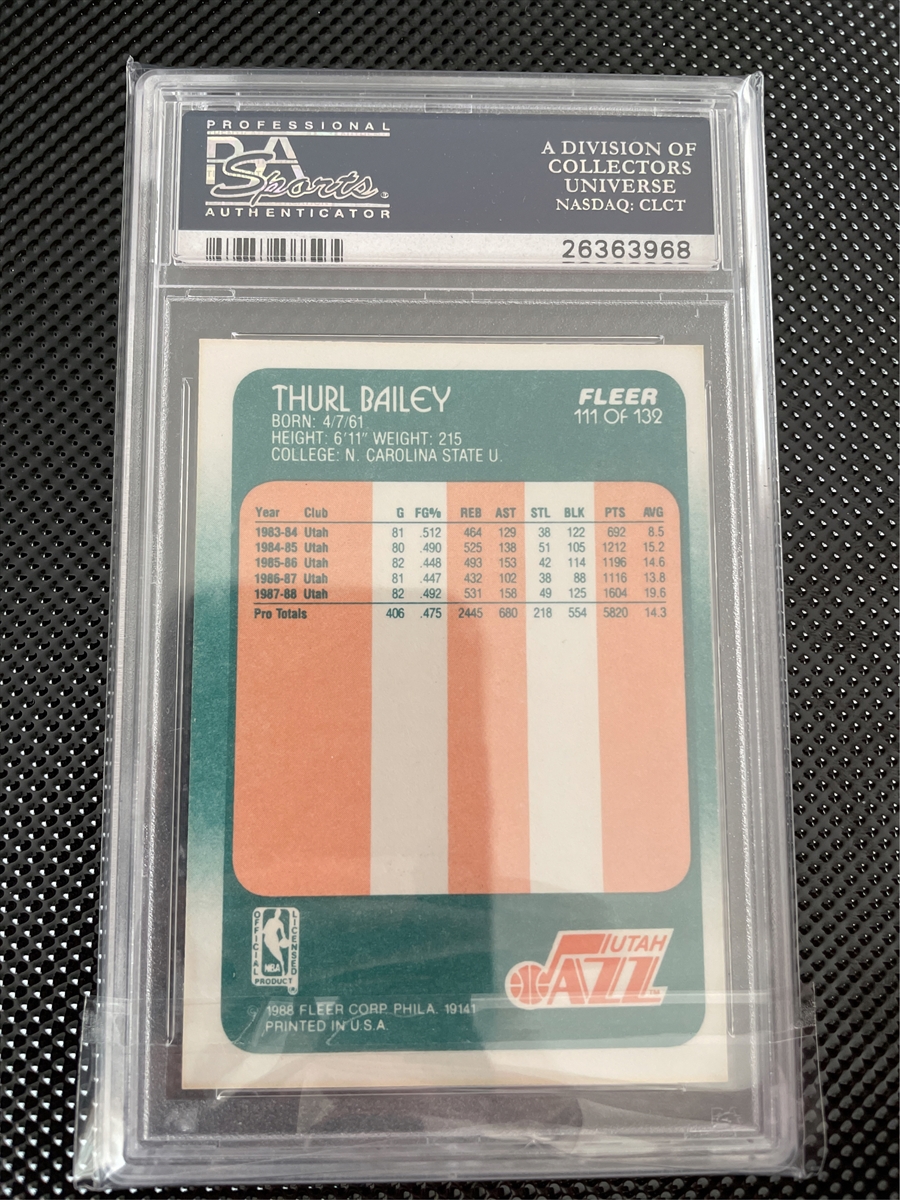 PROFESSIONAL
PSA
Sports
AUTHENTICATOR
A DIVISION OF
COLLECTORS
UNIVERSE
NASDAQ: CLCT
26363968
THURL BAILEY
BORN: 4/7/61
HEIGHT: 6'11" WEIGHT: 215
COLLEGE: N. CAROLINA STATE U.
FLEER
111 OF 132
Year Club G FG% REB AST STL BLK PTS AVG
1983-84 Utah 81 .512 464 129 38 122 692 8.5
1984-85 Utah 80 .490 525 138 51 105 1212 15.2
1985-86 Utah 82 .448 493 153 42 114 1196 14.6
1986-87 Utah 81 .447 432 102 38 88 1116 13.8
1987-88 Utah 82 .492 531 158 49 125 1604 19.6
Pro Totals 406 .475 2445 680 218 554 5820 14.3
OFFICIAL
LICENSED
NBA
PRODUCT
UTAH
JAZZ
1988 FLEER CORP. PHILA. 19141
PRINTED IN U.S.A.